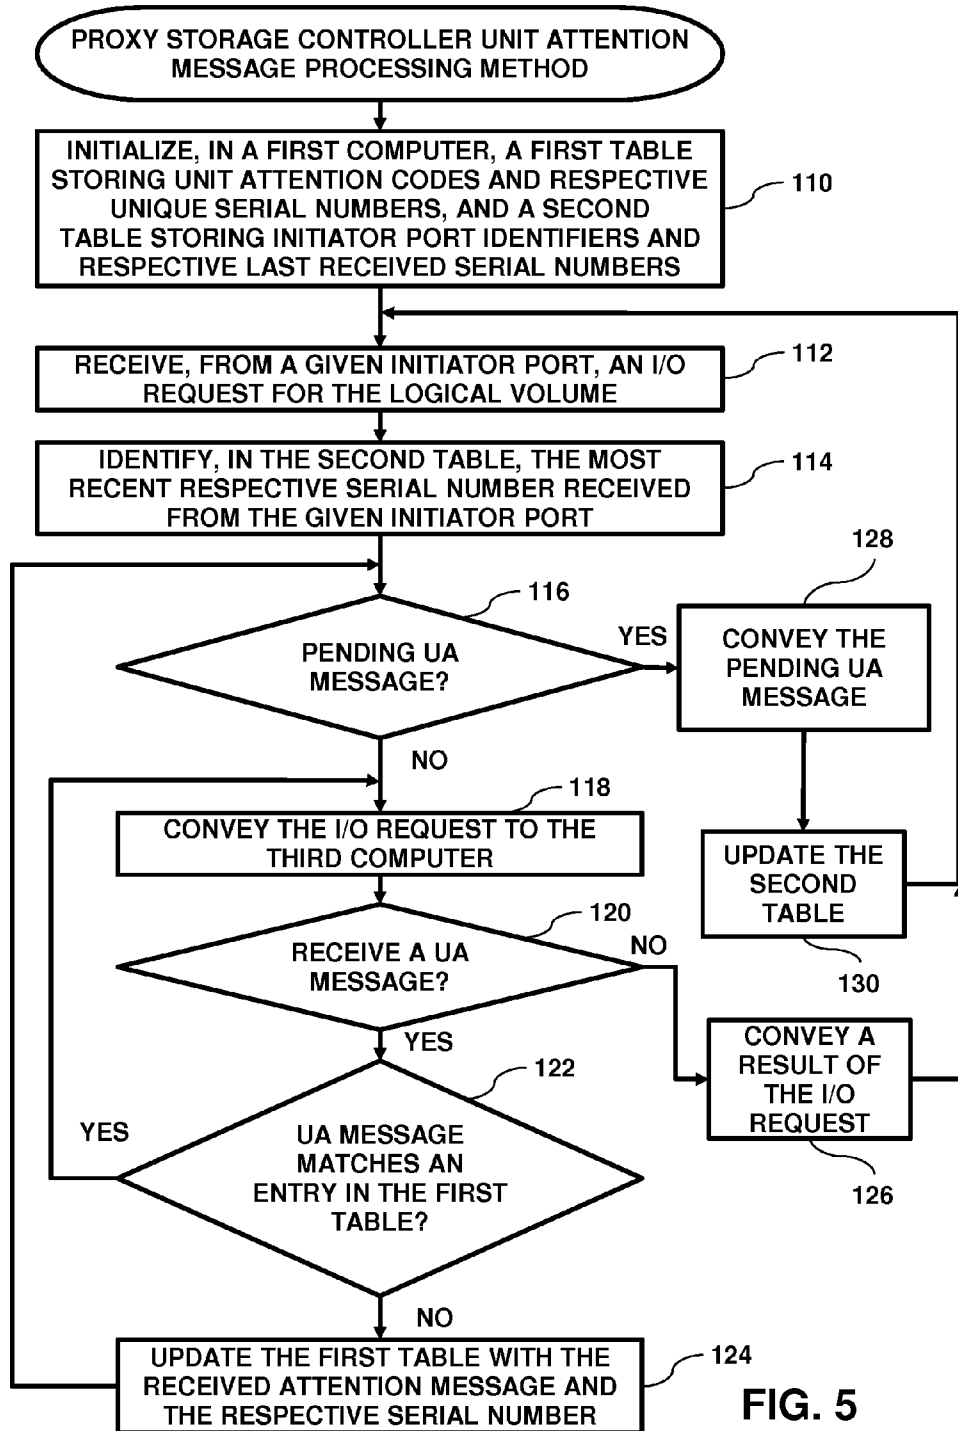 PROXY STORAGE CONTROLLER UNIT ATTENTION
MESSAGE PROCESSING METHOD
INITIALIZE, IN A FIRST COMPUTER, A FIRST TABLE
STORING UNIT ATTENTION CODES AND RESPECTIVE
UNIQUE SERIAL NUMBERS, AND A SECOND
TABLE STORING INITIATOR PORT IDENTIFIERS AND
RESPECTIVE LAST RECEIVED SERIAL NUMBERS
110
RECEIVE, FROM A GIVEN INITIATOR PORT, AN I/O
REQUEST FOR THE LOGICAL VOLUME
112
IDENTIFY, IN THE SECOND TABLE, THE MOST
RECENT RESPECTIVE SERIAL NUMBER RECEIVED
FROM THE GIVEN INITIATOR PORT
114
PENDING UA
MESSAGE?
116
YES
NO
CONVEY THE
PENDING UA
MESSAGE
128
UPDATE THE
SECOND
TABLE
130
CONVEY THE I/O REQUEST TO THE
THIRD COMPUTER
118
RECEIVE A UA
MESSAGE?
120
NO
YES
CONVEY A
RESULT OF
THE I/O
REQUEST
126
UA MESSAGE
MATCHES AN
ENTRY IN THE FIRST
TABLE?
122
YES
NO
UPDATE THE FIRST TABLE WITH THE
RECEIVED ATTENTION MESSAGE AND
THE RESPECTIVE SERIAL NUMBER
124
FIG. 5